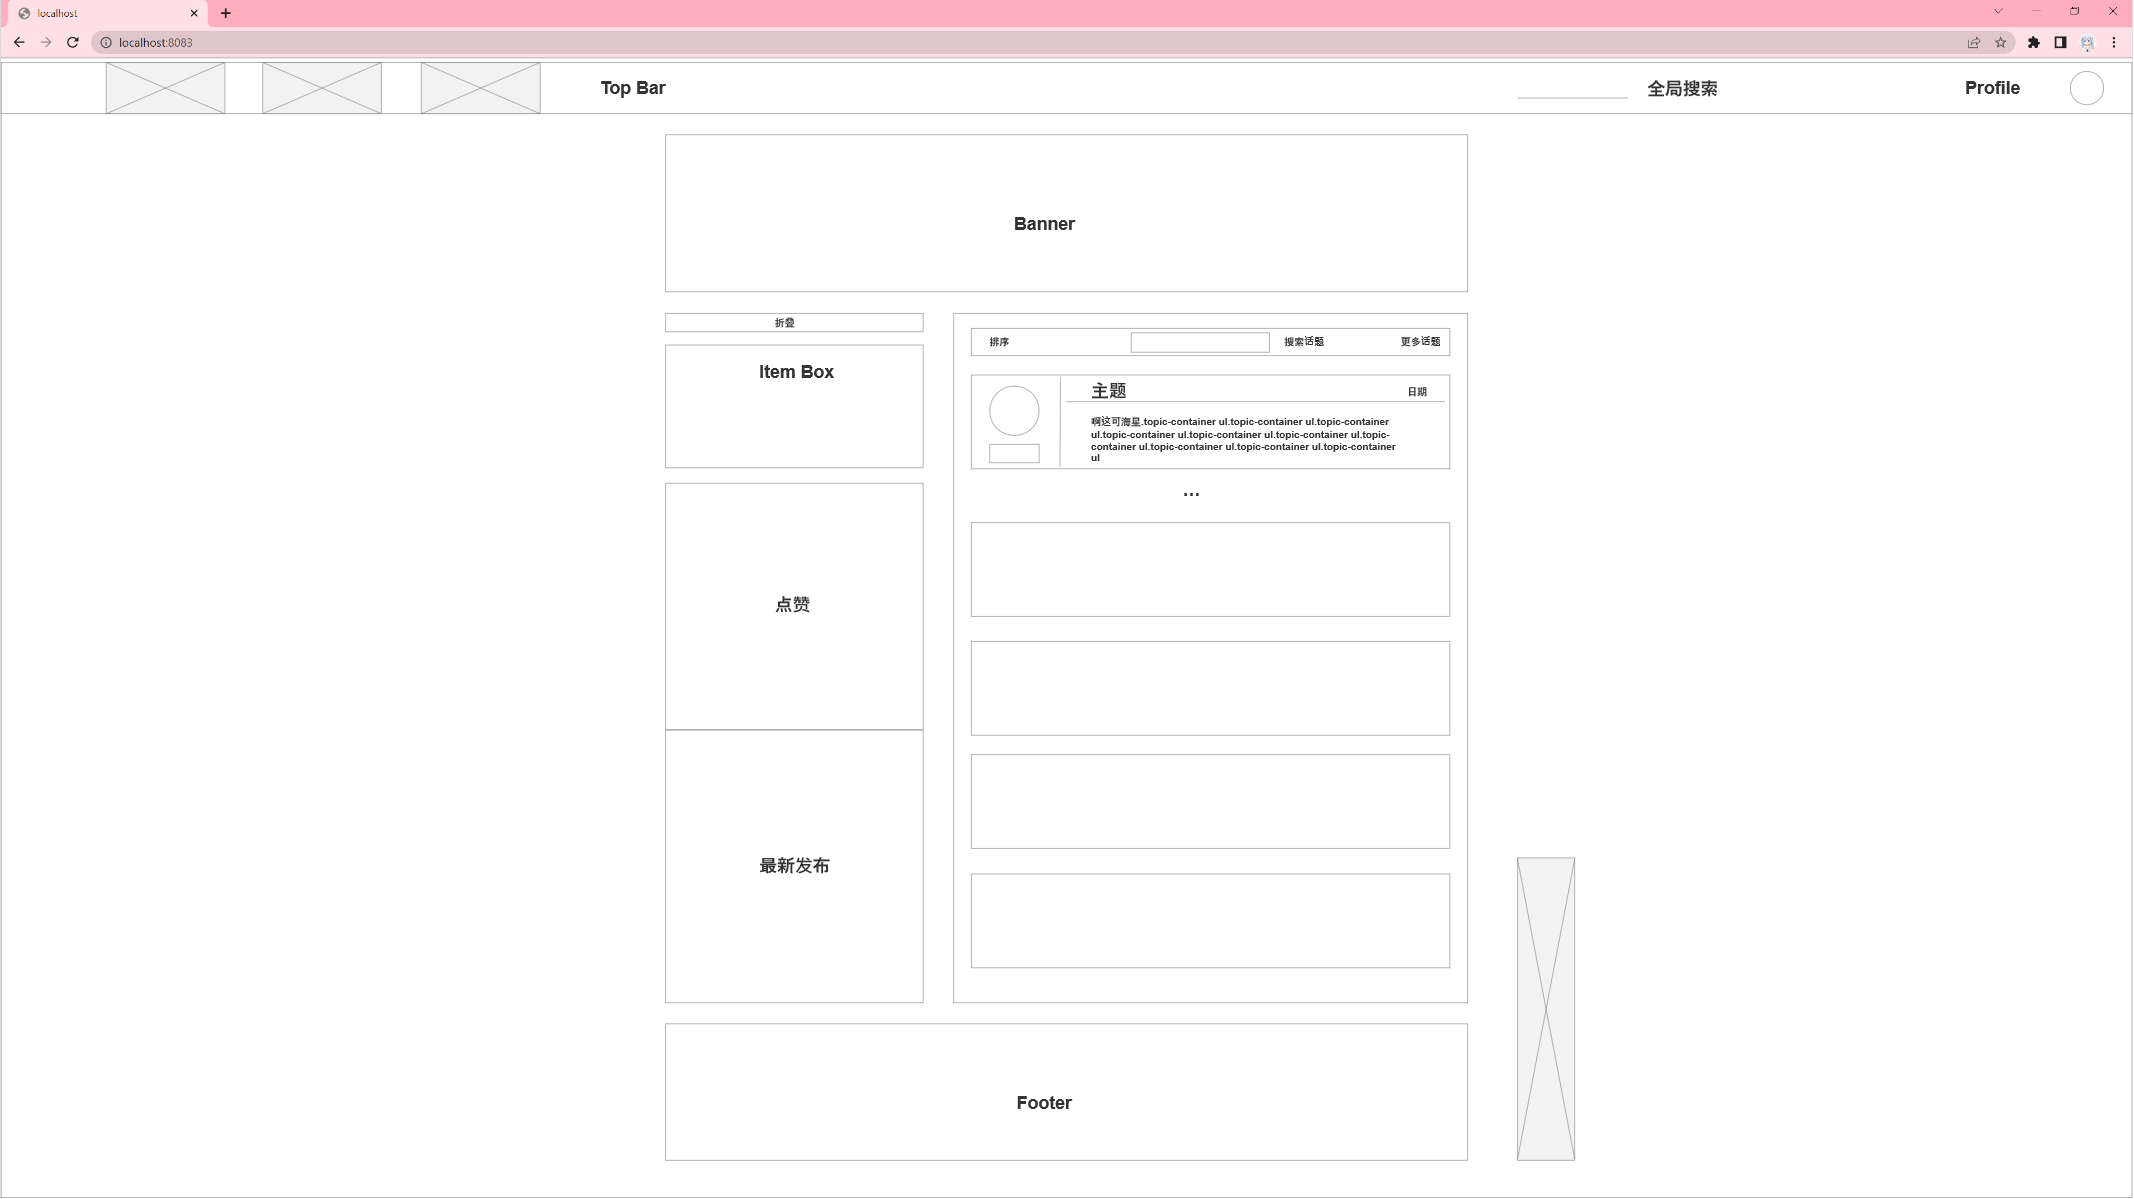 localhost
localhost:8083
Top Bar
全局搜索
Profile
Banner
折叠
Item Box
点赞
最新发布
排序
搜索话题
更多话题
主题
日期
啊这可海星.topic-container ul.topic-container ul.topic-container
ul.topic-container ul.topic-container ul.topic-container ul.topic-
container ul.topic-container ul.topic-container ul.topic-container
ul
...
Footer